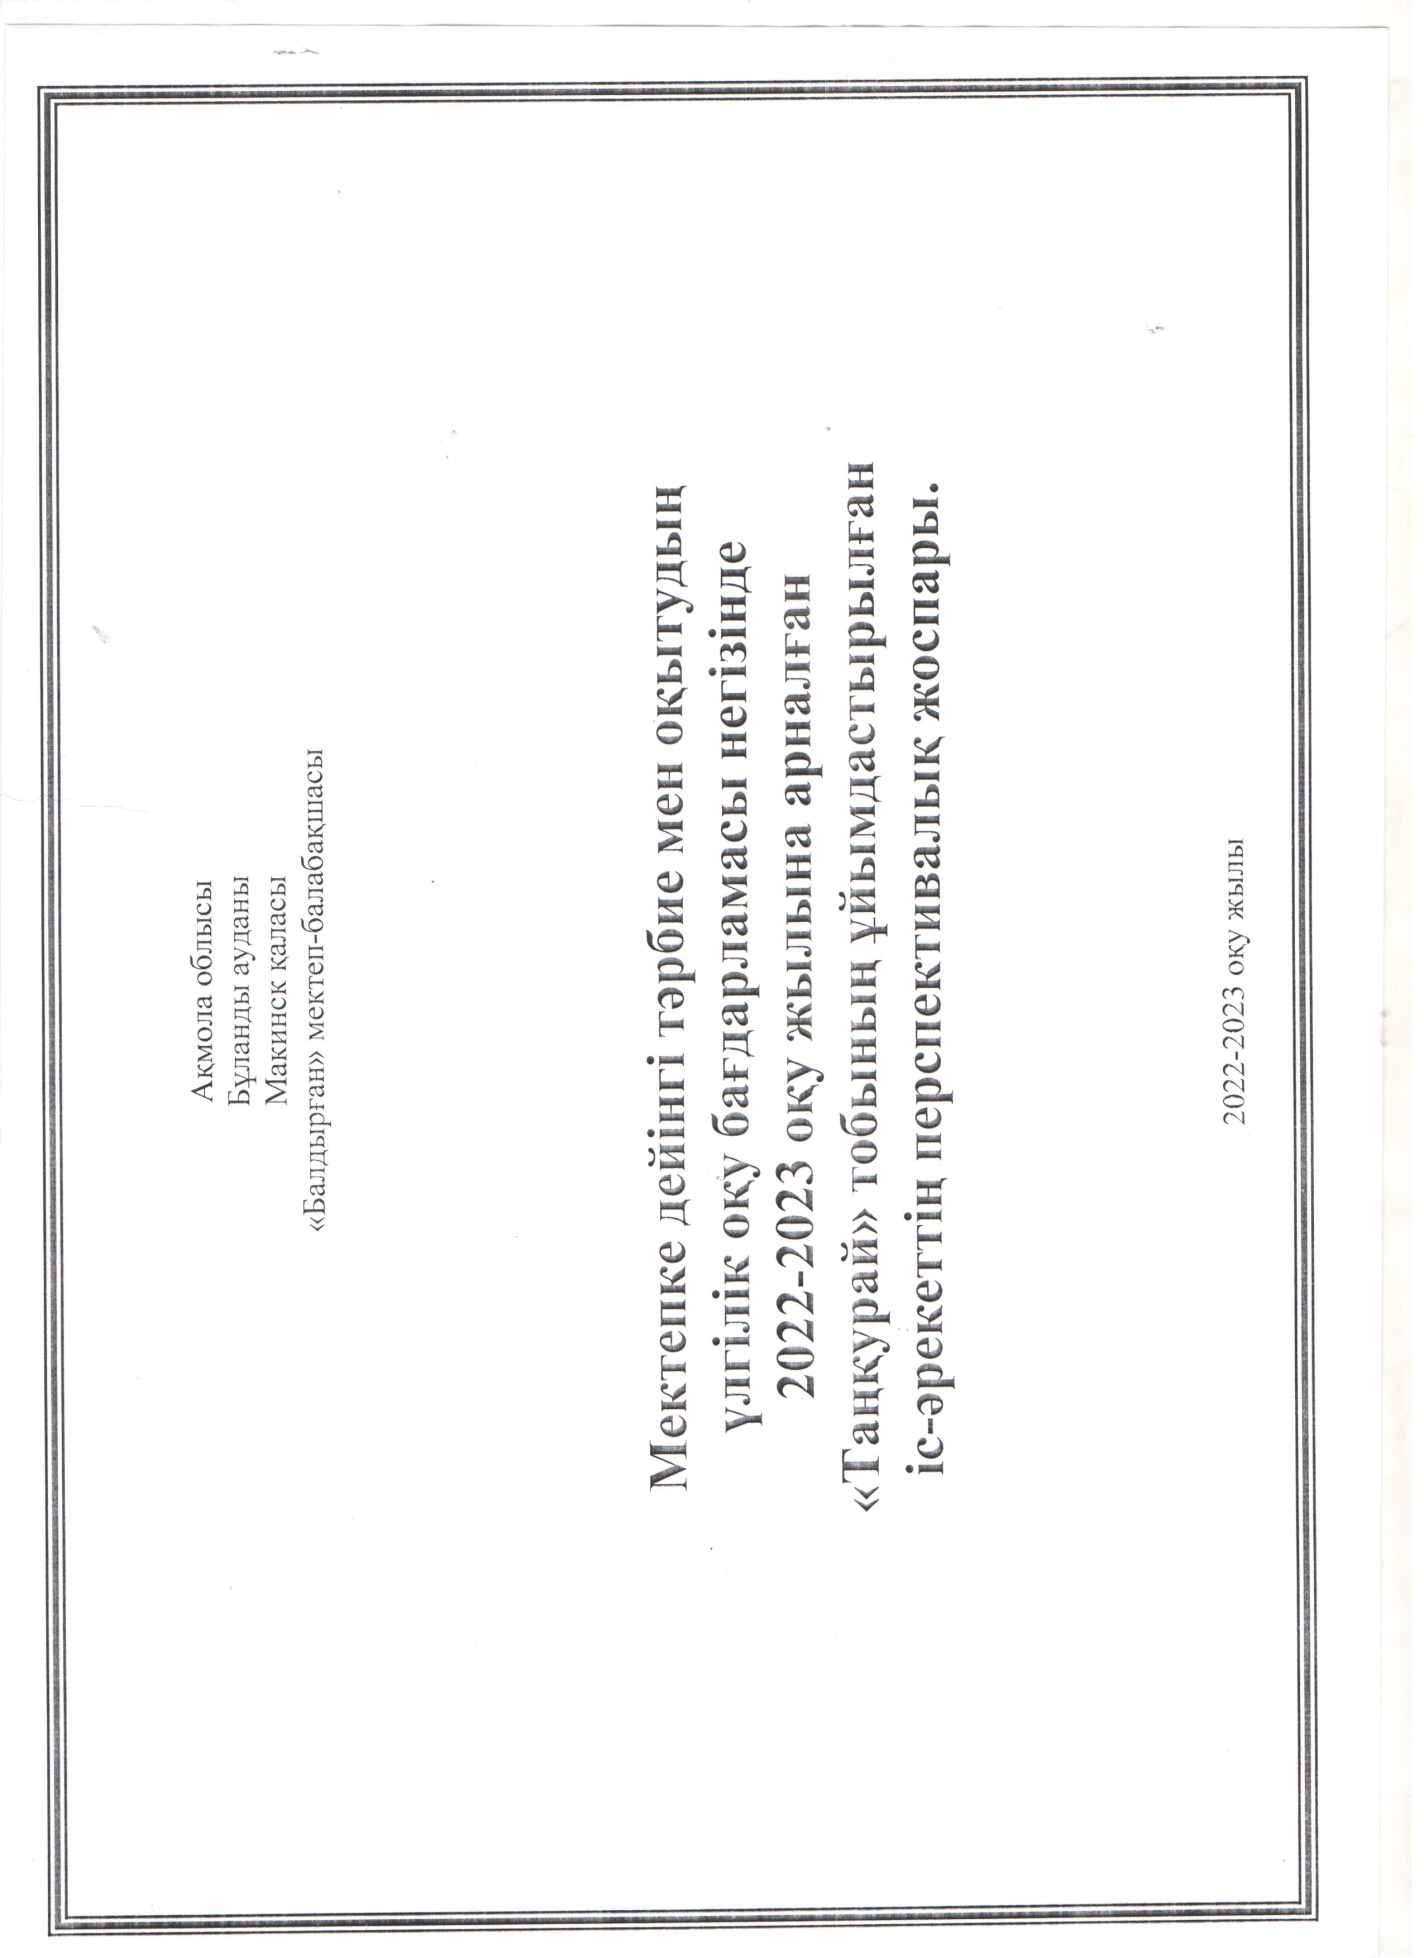 Ақмола облысы
Бұланды ауданы
Макинск қаласы
«Балдырған» мектеп-балабақшасы
Мектепке дейінгі тәрбие мен оқытудың
үлгілік оқу бағдарламасы негізінде
2022-2023 оқу жылына арналған
«Таңқурай» тобының ұйымдастырылған
іс-әрекеттің перспективалық жоспары.
2022-2023 оқу жылы